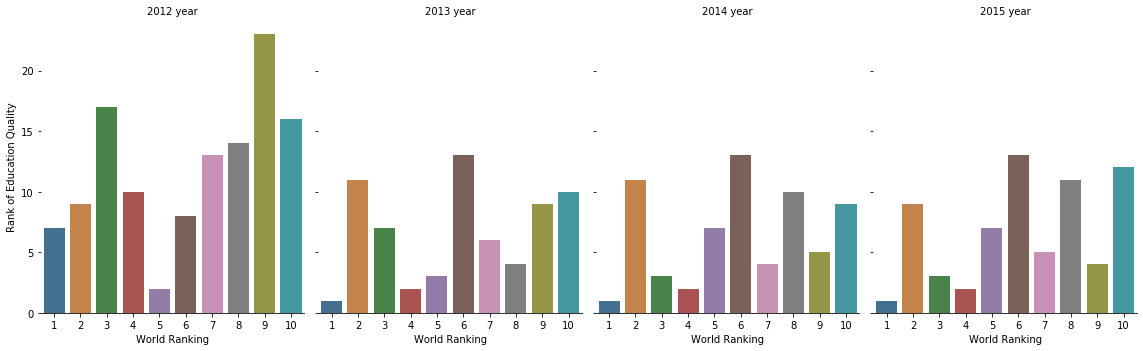 2012 year 2013 year 2014 year 2015 year
Rank of Education Quality
20
15
10
5
0
1 2 3 4 5 6 7 8 9 10 1 2 3 4 5 6 7 8 9 10 1 2 3 4 5 6 7 8 9 10 1 2 3 4 5 6 7 8 9 10
World Ranking World Ranking World Ranking World Ranking